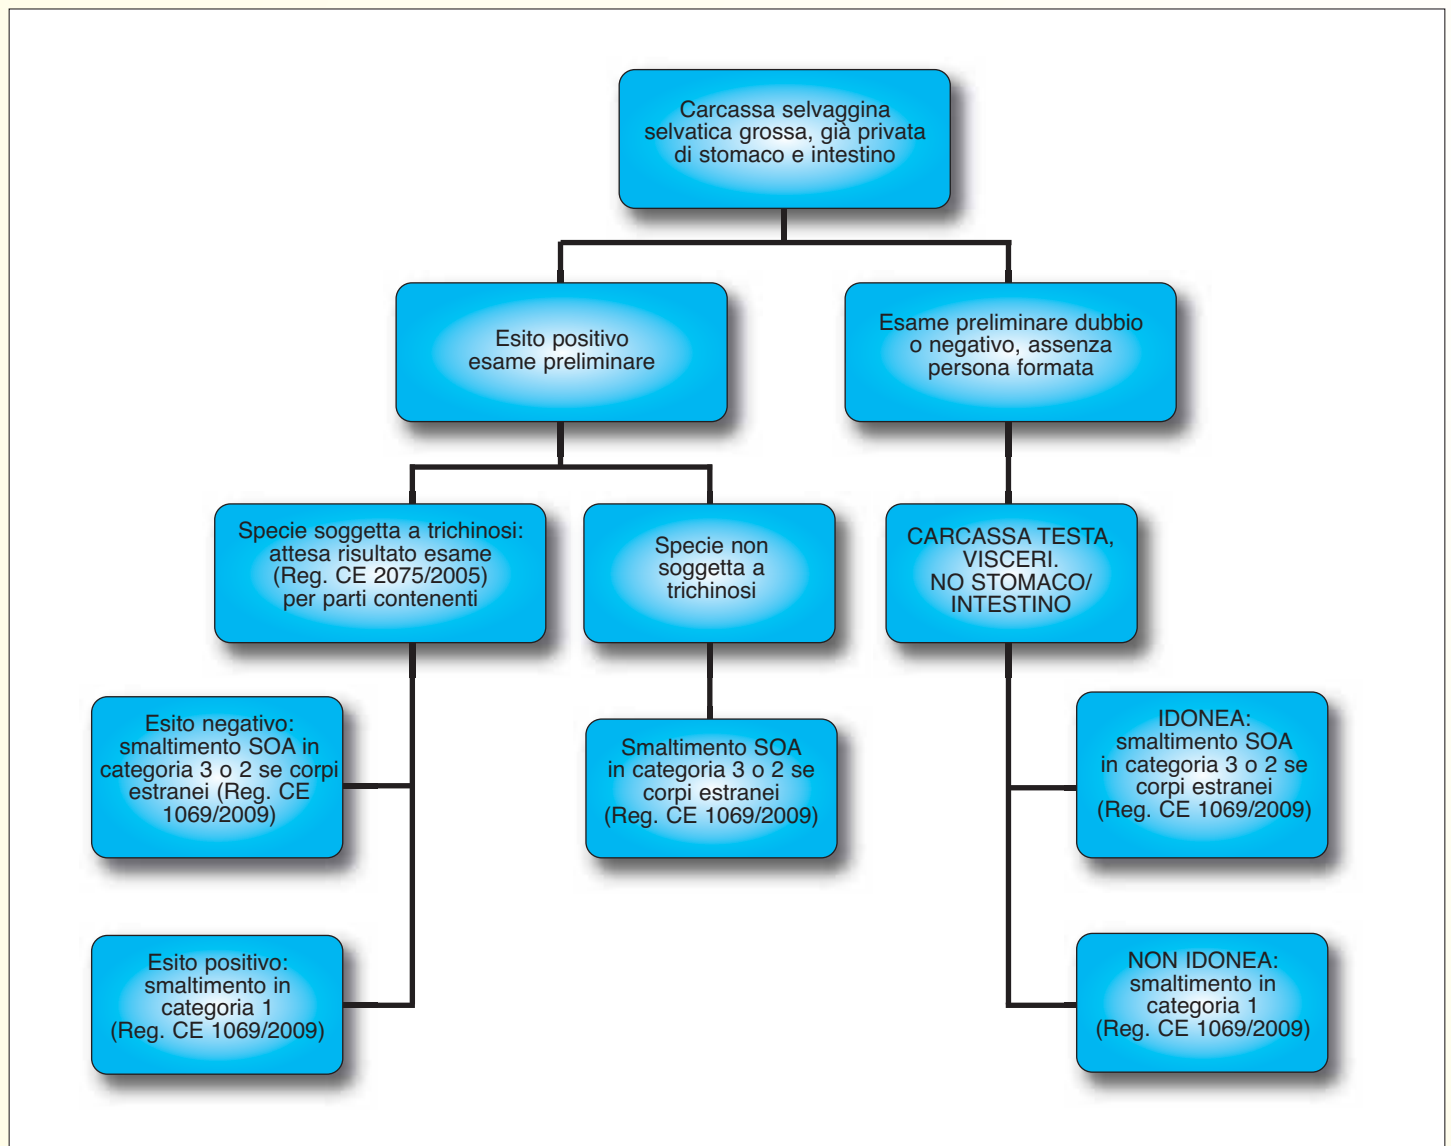 Carcassa selvaggina
selvatica grossa, già privata
di stomaco e intestino
Esito positivo
esame preliminare
Esame preliminare dubbio
o negativo, assenza
persona formata
Specie soggetta a trichinosi:
attesa risultato esame
(Reg. CE 2075/2005)
per parti contenenti
Specie non
soggetta a
trichinosi
CARCASSA TESTA,
VISCERI.
NO STOMACO/
INTESTINO
Esito negativo:
smaltimento SOA in
categoria 3 o 2 se corpi
estranei (Reg. CE
1069/2009)
Smaltimento SOA
in categoria 3 o 2 se
corpi estranei
(Reg. CE 1069/2009)
IDONEA:
smaltimento SOA
in categoria 3 o 2 se
corpi estranei
(Reg. CE 1069/2009)
Esito positivo:
smaltimento in
categoria 1
(Reg. CE 1069/2009)
NON IDONEA:
smaltimento in
categoria 1
(Reg. CE 1069/2009)